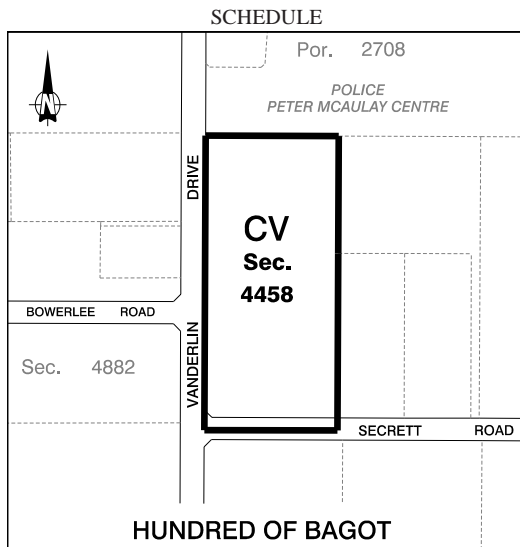 SCHEDULE
Por. 2708
POLICE
PETER MCAULAY CENTRE
N
DRIVE
CV
Sec.
4458
BOWERLEE ROAD
VANDERLIN
Sec. 4882
SECRETT ROAD
HUNDRED OF BAGOT